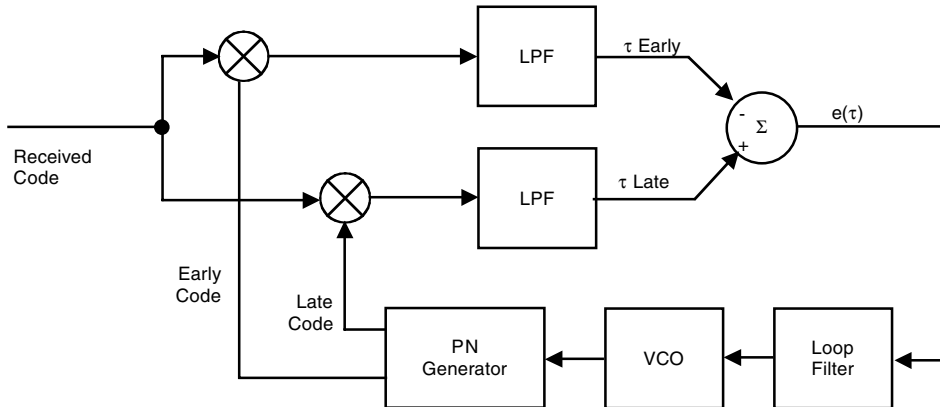 LPF
τ Early
-
Σ
+
e(τ)
Received
Code
LPF
τ Late
Early
Code
Late
Code
PN
Generator
VCO
Loop
Filter